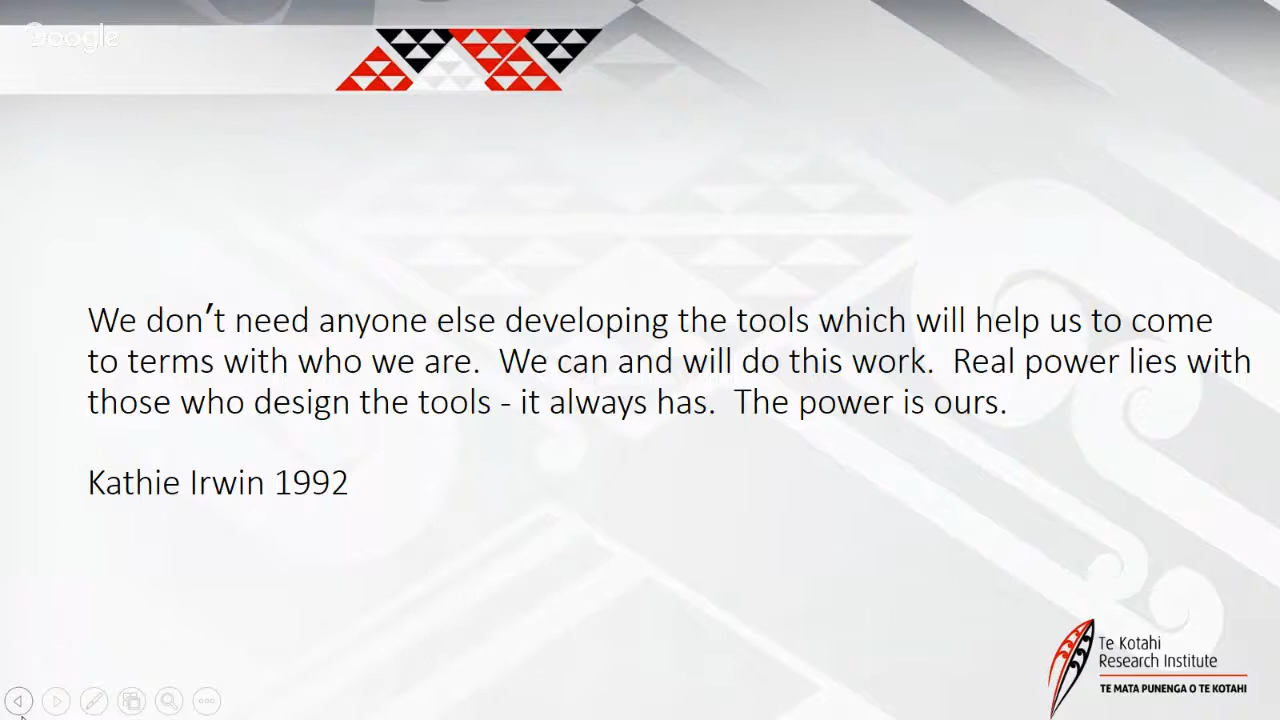 Google
We don’t need anyone else developing the tools which will help us to come
to terms with who we are.  We can and will do this work.  Real power lies with
those who design the tools - it always has.  The power is ours.
Kathie Irwin 1992
Te Kotahi
Research Institute
TE MATA PUNENGA O TE KOTAHI